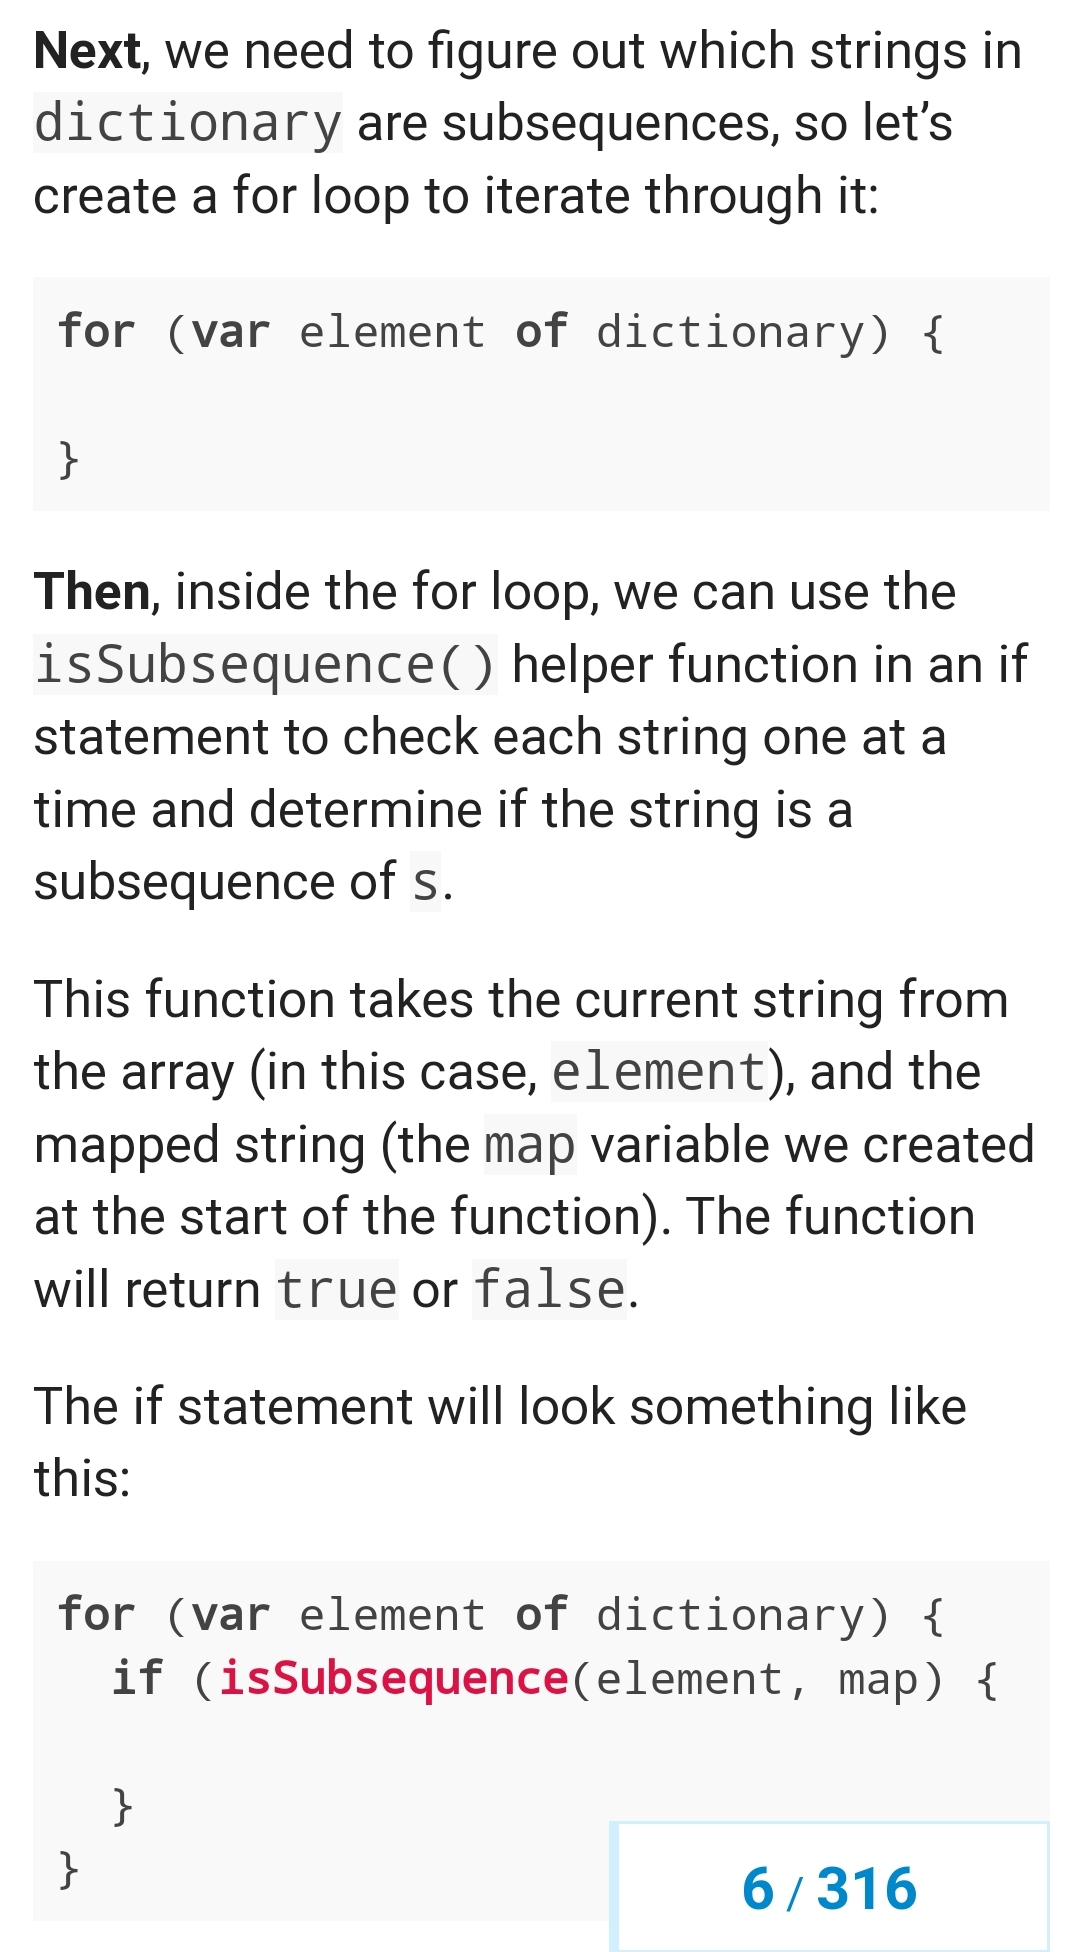 Next, we need to figure out which strings in
dictionary are subsequences, so let’s
create a for loop to iterate through it:
for (var element of dictionary) {
}
Then, inside the for loop, we can use the
isSubsequence() helper function in an if
statement to check each string one at a
time and determine if the string is a
subsequence of s.
This function takes the current string from
the array (in this case, element), and the
mapped string (the map variable we created
at the start of the function). The function
will return true or false.
The if statement will look something like
this:
for (var element of dictionary) {
  if (isSubsequence(element, map) {
  }
}
6 / 316